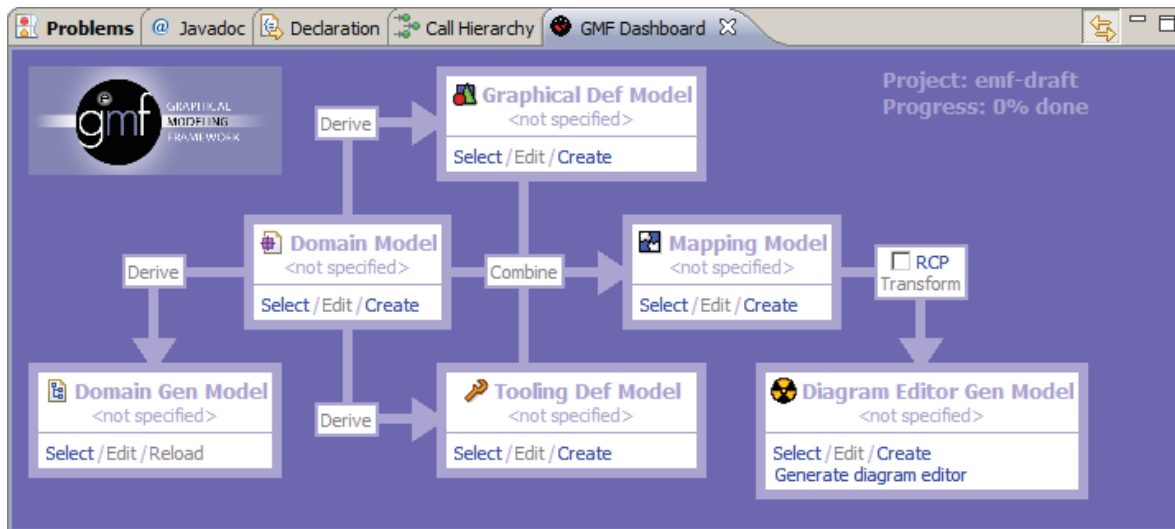 Problems @ Javadoc Declaration Call Hierarchy GMF Dashboard
gmf
GRAPHICAL
MODELING
FRAMEWORK
Project: emf-draft
Progress: 0% done
Derive
Graphical Def Model
<not specified>
Select/Edit/Create
Derive
Domain Model
<not specified>
Select/Edit/Create
Combine
Mapping Model
<not specified>
Select/Edit/Create
RCP
Transform
Domain Gen Model
<not specified>
Select/Edit/Reload
Derive
Tooling Def Model
<not specified>
Select/Edit/Create
Diagram Editor Gen Model
<not specified>
Select/Edit/Create
Generate diagram editor